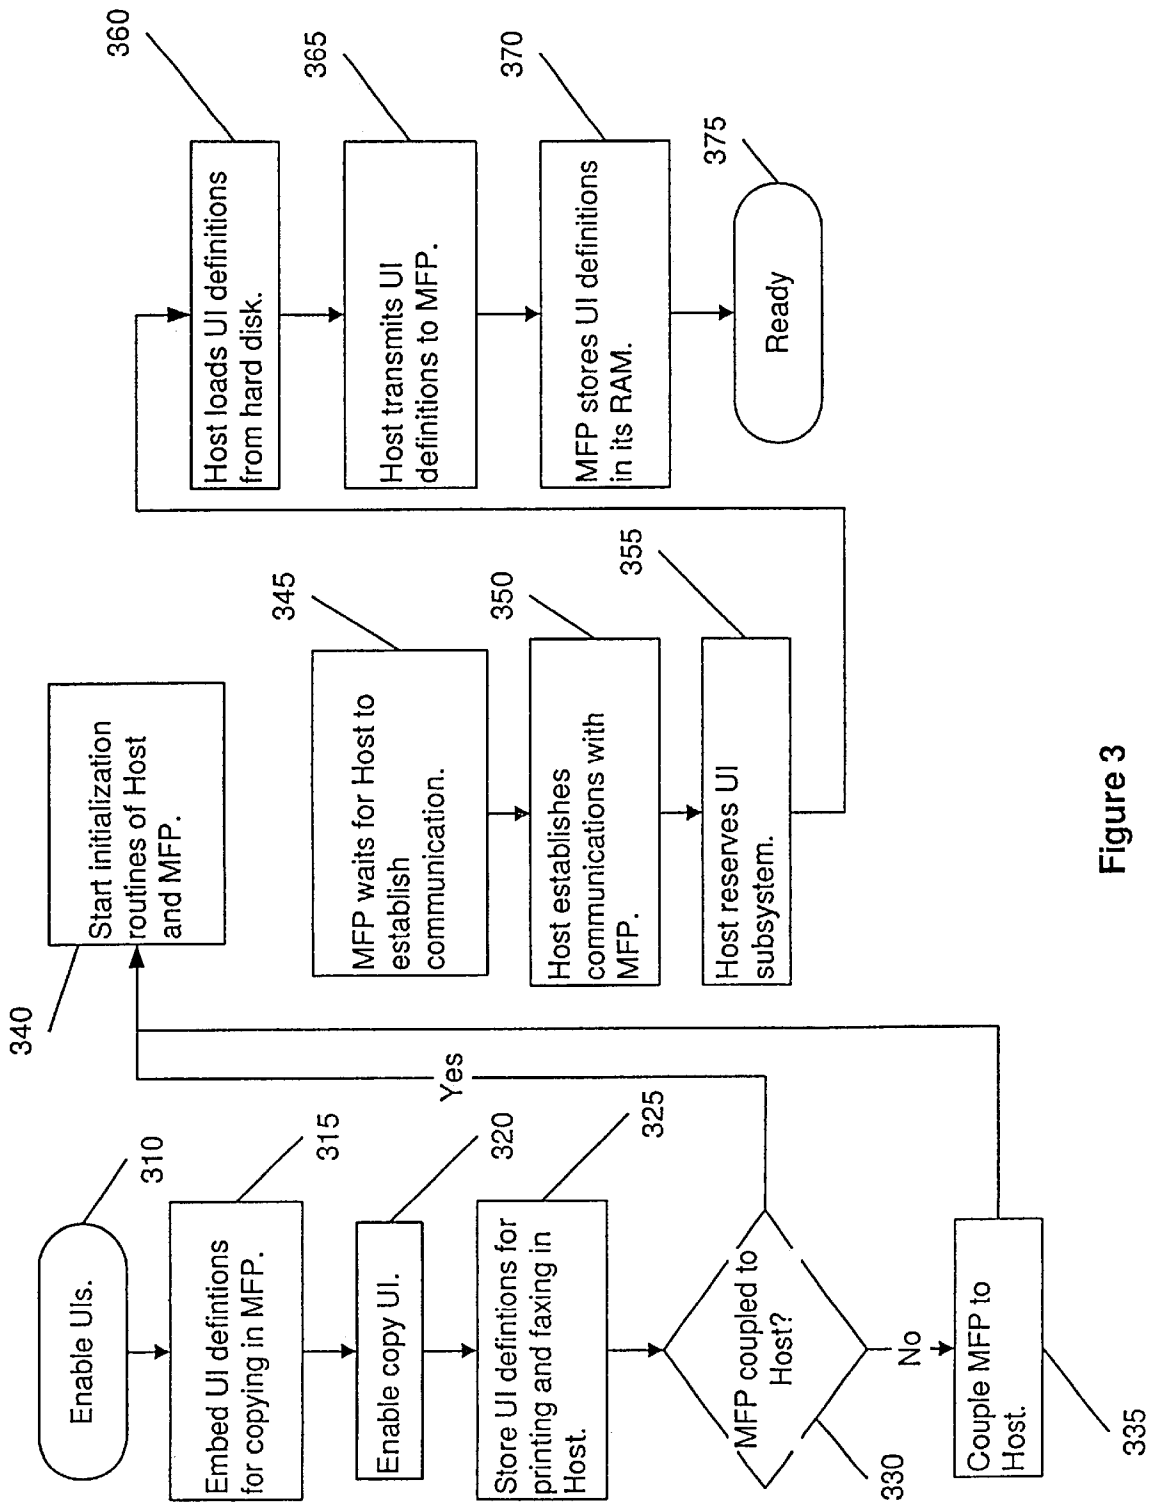 310
Enable UIs.
315
Embed UI defintions
for copying in MFP.
320
Enable copy UI.
325
Store UI defintions for
printing and faxing in
Host.
330
MFP coupled to
Host?
Yes
No
335
Couple MFP to
Host.
340
Start initialization
routines of Host
and MFP.
345
MFP waits for Host to
establish
communication.
350
Host establishes
communications with
MFP.
355
Host reserves UI
subsystem.
360
Host loads UI definitions
from hard disk.
365
Host transmits UI
definitions to MFP.
370
MFP stores UI definitions
in its RAM.
375
Ready
Figure 3